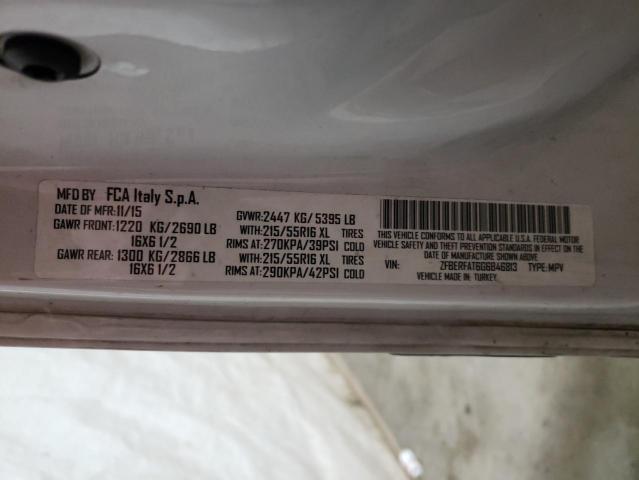 MFD BY FCA Italy S.p.A.
DATE OF MFR: 11/15 GVWR: 2447 KG/5395 LB
GAWR FRONT: 1220 KG/2690 LB WITH: 215/55R16 XL TIRES
16X6 1/2 RIMS AT: 270KPA/39PSI COLD
GAWR REAR: 1300 KG/2866 LB WITH: 215/55R16 XL TIRES
16X6 1/2 RIMS AT: 290KPA/42PSI COLD
THIS VEHICLE CONFORMS TO ALL APPLICABLE U.S.A. FEDERAL MOTOR
VEHICLE SAFETY AND THEFT PREVENTION STANDARDS IN EFFECT ON THE
DATE OF MANUFACTURE SHOWN ABOVE
VIN: ZFBERFAT6G6B46813 TYPE: MPV
VEHICLE MADE IN: TURKEY